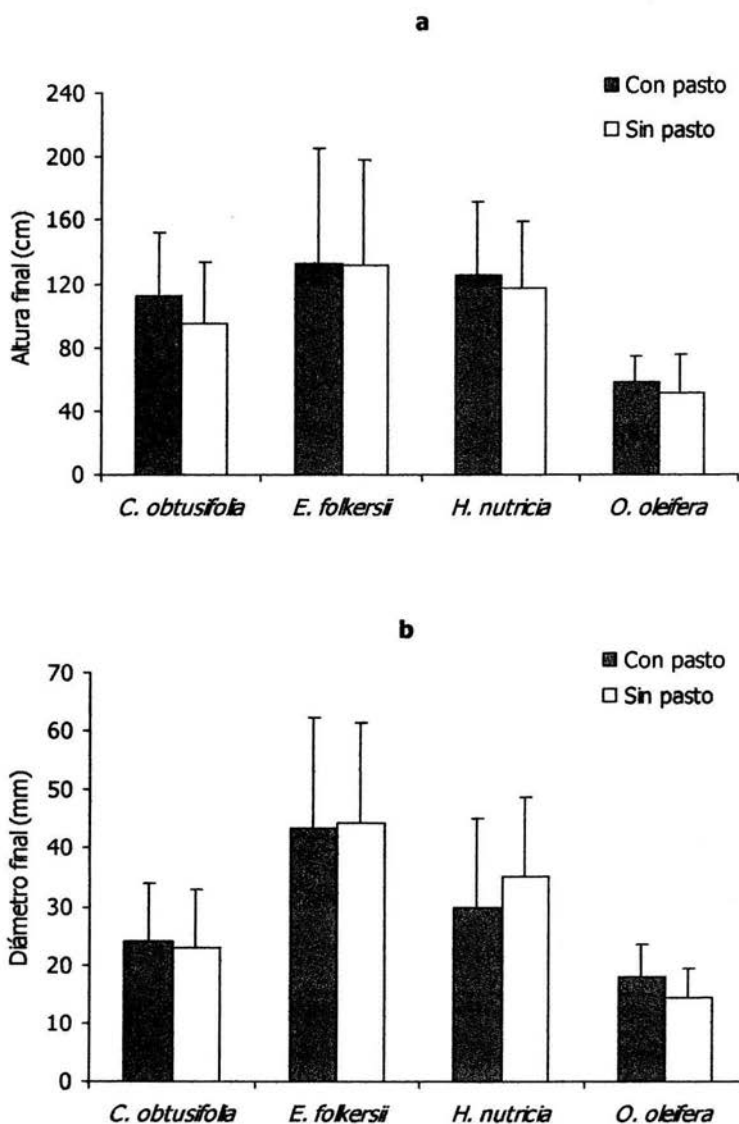 a
Con pasto
Sin pasto
Altura final (cm)
240
200
160
120
80
40
0
C. obtusifolia
E. folkersii
H. nutricia
O. oleifera
b
Con pasto
Sin pasto
Diámetro final (mm)
70
60
50
40
30
20
10
0
C. obtusifolia
E. folkersii
H. nutricia
O. oleifera